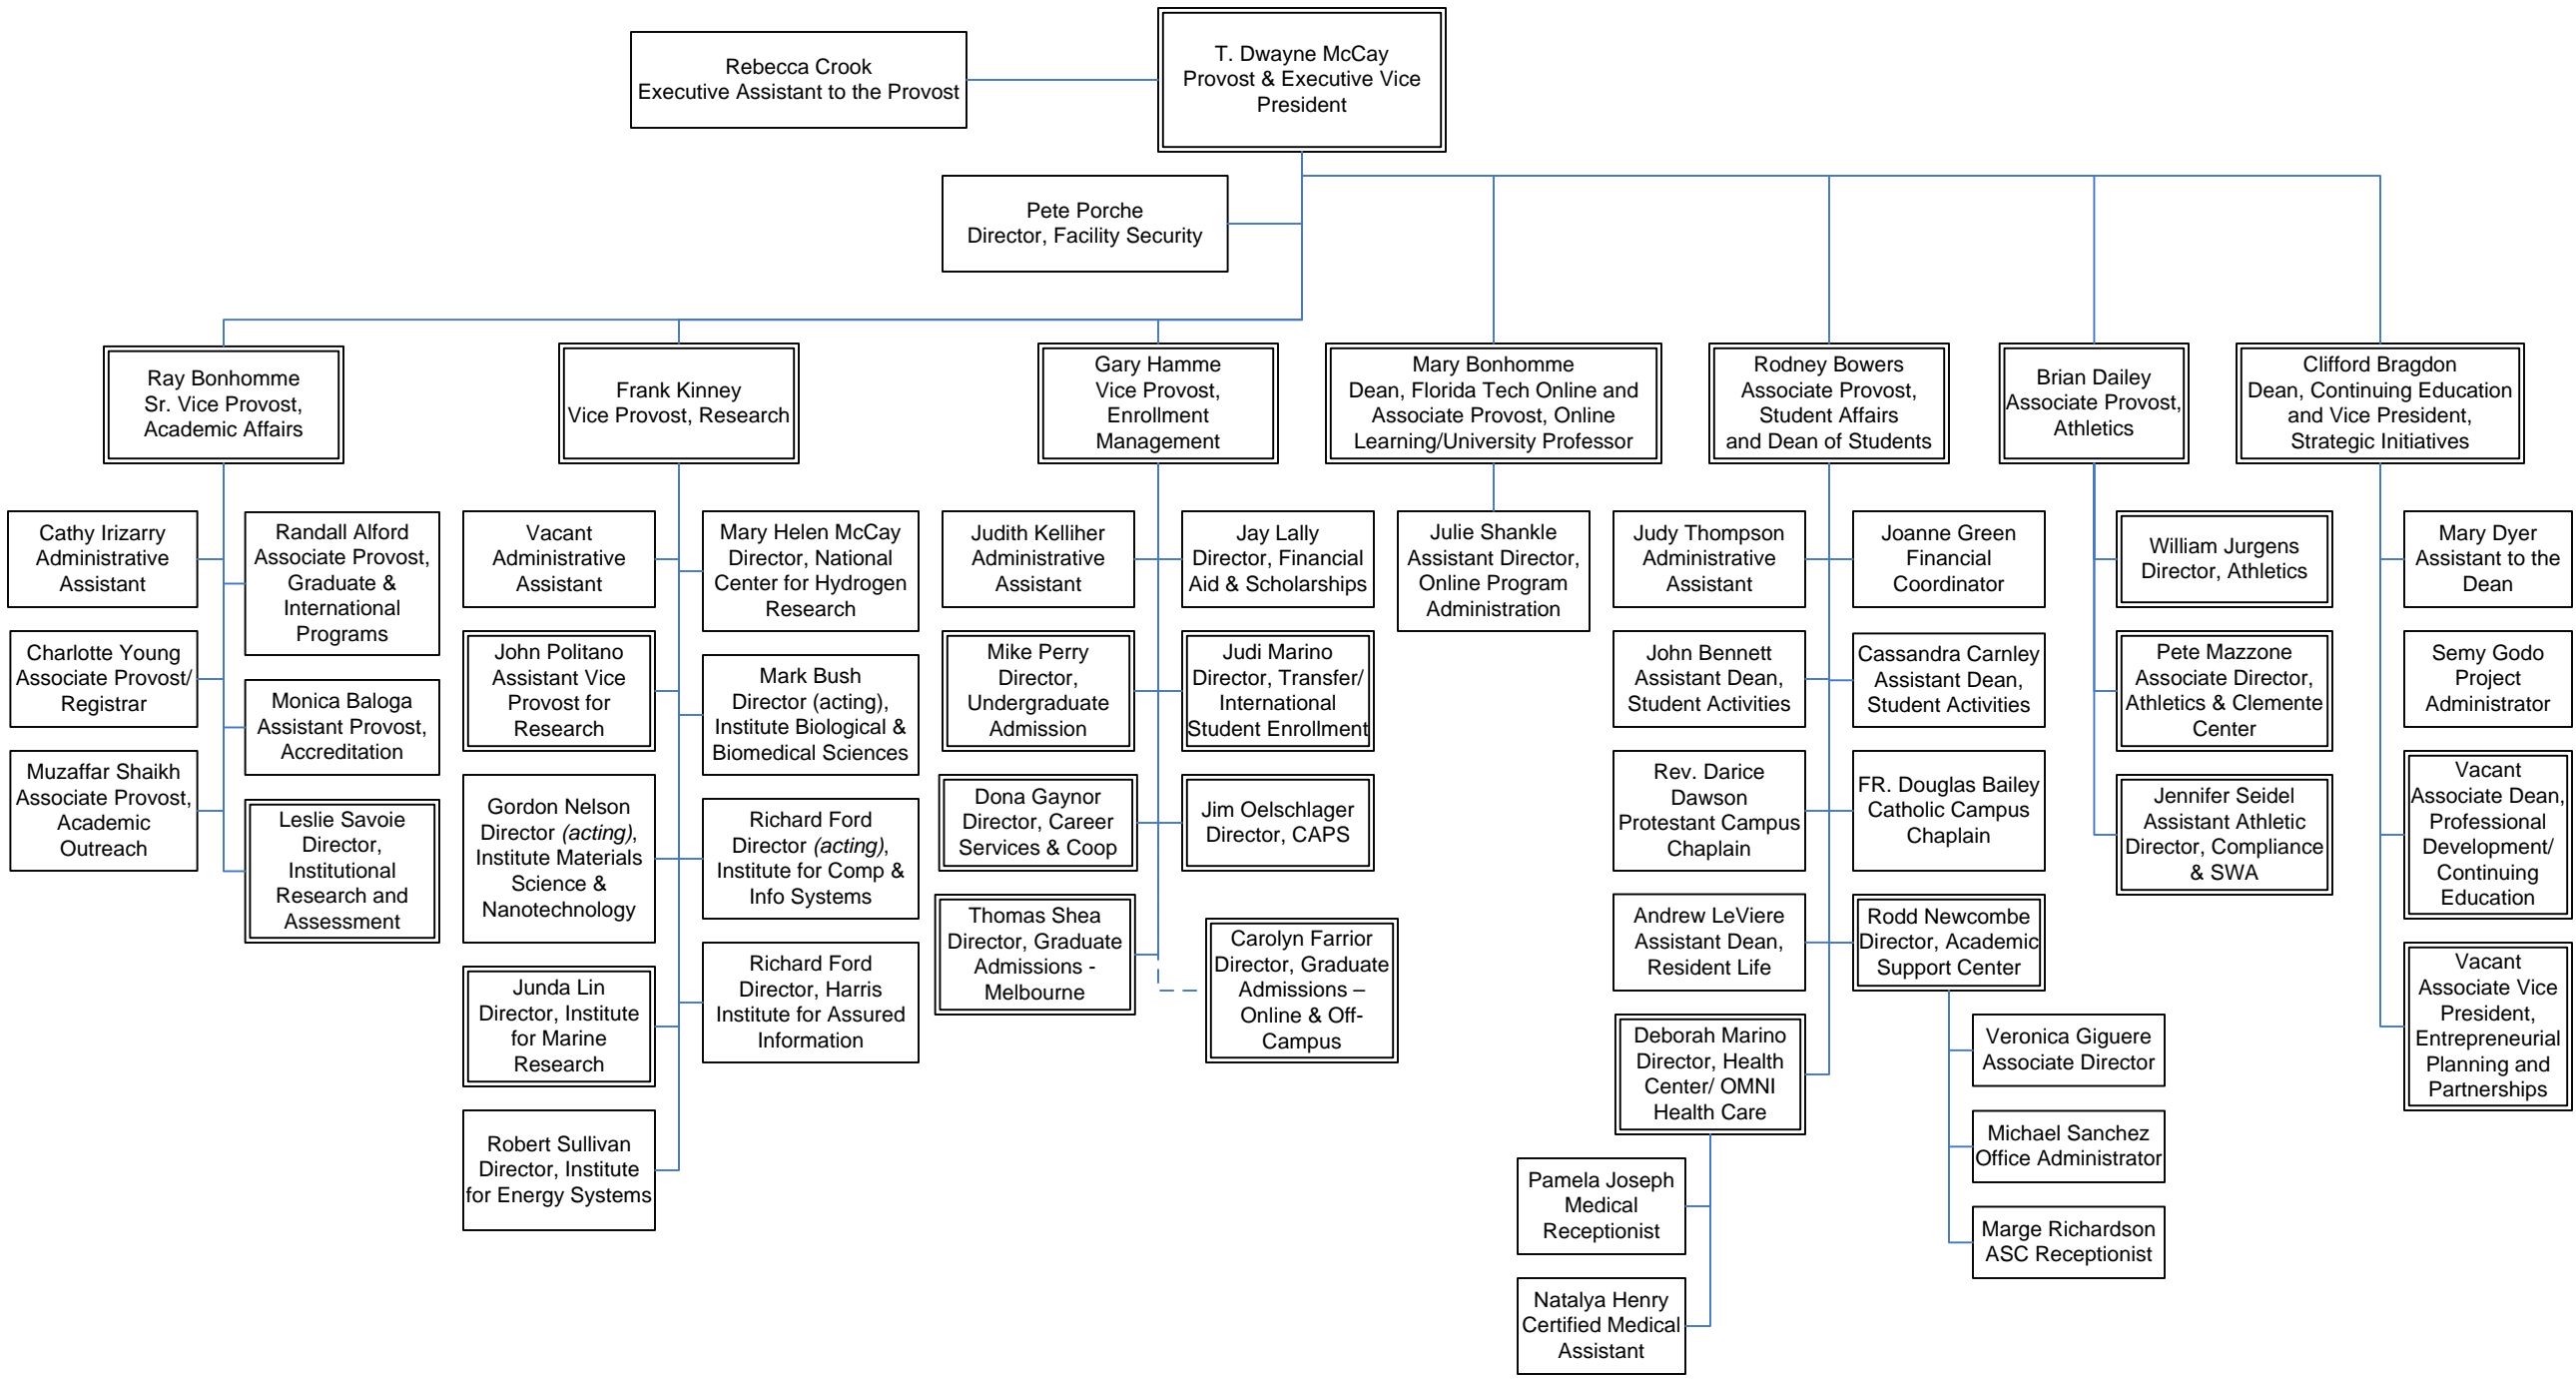 T. Dwayne McCay
Provost & Executive Vice
President
Rebecca Crook
Executive Assistant to the Provost
Pete Porche
Director, Facility Security
Ray Bonhomme
Sr. Vice Provost,
Academic Affairs
Cathy Irizarry
Administrative
Assistant
Randall Alford
Associate Provost,
Graduate &
International
Programs
Charlotte Young
Associate Provost/
Registrar
Monica Baloga
Assistant Provost,
Accreditation
Muzaffar Shaikh
Associate Provost,
Academic
Outreach
Leslie Savoie
Director,
Institutional
Research and
Assessment
Frank Kinney
Vice Provost, Research
Vacant
Administrative
Assistant
Mary Helen McCay
Director, National
Center for Hydrogen
Research
John Politano
Assistant Vice
Provost for
Research
Mark Bush
Director (acting),
Institute Biological &
Biomedical Sciences
Gordon Nelson
Director (acting),
Institute Materials
Science &
Nanotechnology
Richard Ford
Director (acting),
Institute for Comp &
Info Systems
Junda Lin
Director, Institute
for Marine
Research
Richard Ford
Director, Harris
Institute for Assured
Information
Robert Sullivan
Director, Institute
for Energy Systems
Gary Hamme
Vice Provost,
Enrollment
Management
Judith Kelliher
Administrative
Assistant
Jay Lally
Director, Financial
Aid & Scholarships
Mike Perry
Director,
Undergraduate
Admission
Judi Marino
Director, Transfer/
International
Student Enrollment
Dona Gaynor
Director, Career
Services & Coop
Jim Oelschlager
Director, CAPS
Thomas Shea
Director, Graduate
Admissions -
Melbourne
Carolyn Farrior
Director, Graduate
Admissions –
Online & Off-
Campus
Mary Bonhomme
Dean, Florida Tech Online and
Associate Provost, Online
Learning/University Professor
Julie Shankle
Assistant Director,
Online Program
Administration
Rodney Bowers
Associate Provost,
Student Affairs
and Dean of Students
Judy Thompson
Administrative
Assistant
Joanne Green
Financial
Coordinator
John Bennett
Assistant Dean,
Student Activities
Cassandra Carnley
Assistant Dean,
Student Activities
Rev. Darice
Dawson
Protestant Campus
Chaplain
FR. Douglas Bailey
Catholic Campus
Chaplain
Andrew LeViere
Assistant Dean,
Resident Life
Rodd Newcombe
Director, Academic
Support Center
Deborah Marino
Director, Health
Center/ OMNI
Health Care
Veronica Giguere
Associate Director
Michael Sanchez
Office Administrator
Marge Richardson
ASC Receptionist
Pamela Joseph
Medical
Receptionist
Natalya Henry
Certified Medical
Assistant
Brian Dailey
Associate Provost,
Athletics
William Jurgens
Director, Athletics
Pete Mazzone
Associate Director,
Athletics & Clemente
Center
Jennifer Seidel
Assistant Athletic
Director, Compliance
& SWA
Clifford Bragdon
Dean, Continuing Education
and Vice President,
Strategic Initiatives
Mary Dyer
Assistant to the
Dean
Semy Godo
Project
Administrator
Vacant
Associate Dean,
Professional
Development/
Continuing
Education
Vacant
Associate Vice
President,
Entrepreneurial
Planning and
Partnerships